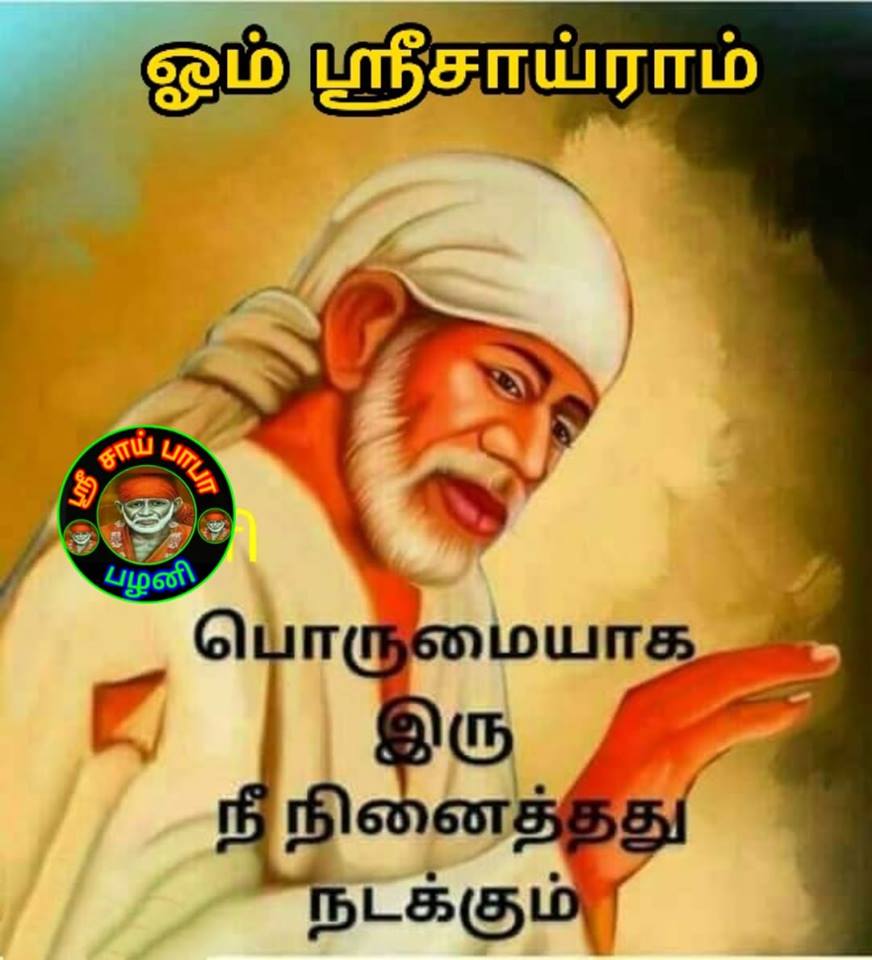 ஓம் ஸ்ரீசாய்ராம்
ஸ்ரீ சாய் பாபா
பழனி
பொருமையாக
இரு
நீ நினைத்தது
நடக்கும்